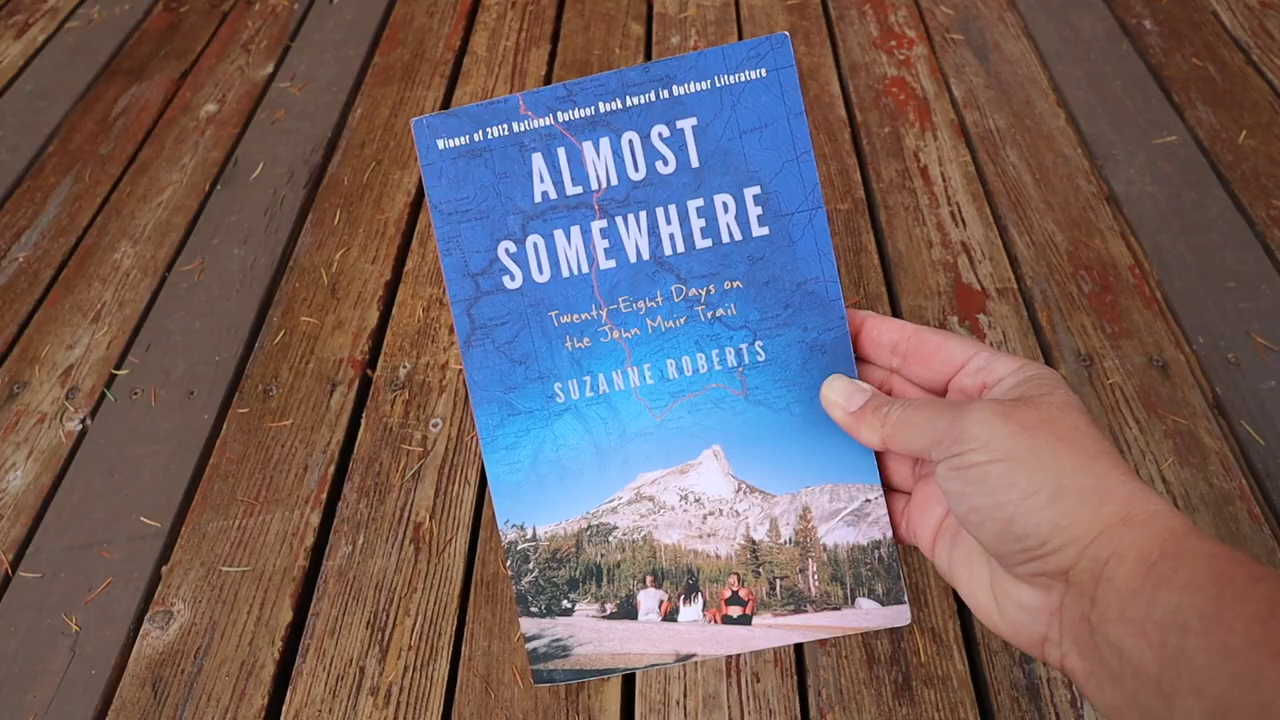 Winner of 2012 National Outdoor Book Award in Outdoor Literature
ALMOST
SOMEWHERE
Twenty-Eight Days on
the John Muir Trail
SUZANNE ROBERTS